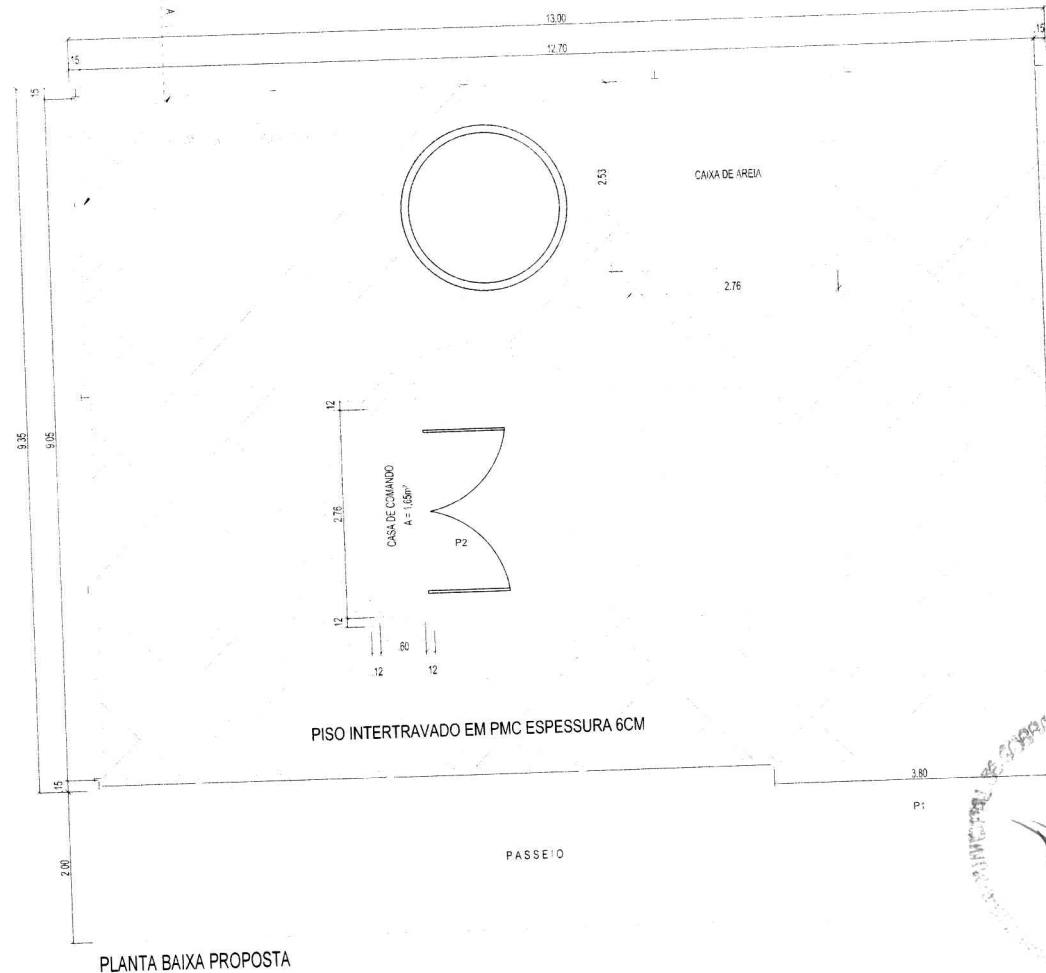 A
13.00
12.70
.15
.15
.15
2.53
CAIXA DE AREIA
2.76
9.35
9.05
.12
2.76
CASA DE COMANDO
A = 1,65m²
P2
.12
.60
.12
.12
PISO INTERTRAVADO EM PMC ESPESSURA 6CM
.15
3.80
P1
2.00
PASSEIO
PLANTA BAIXA PROPOSTA